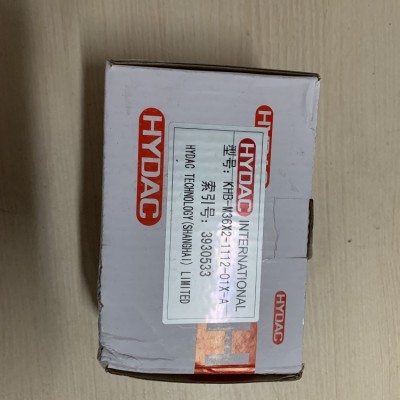 HYDAC
HYDAC INTERNATIONAL
型号: KHB-M36X2-1112-01X-A
索引号: 3930533
HYDAC TECHNOLOGY(SHANGHAI) LIMITED
HYDAC